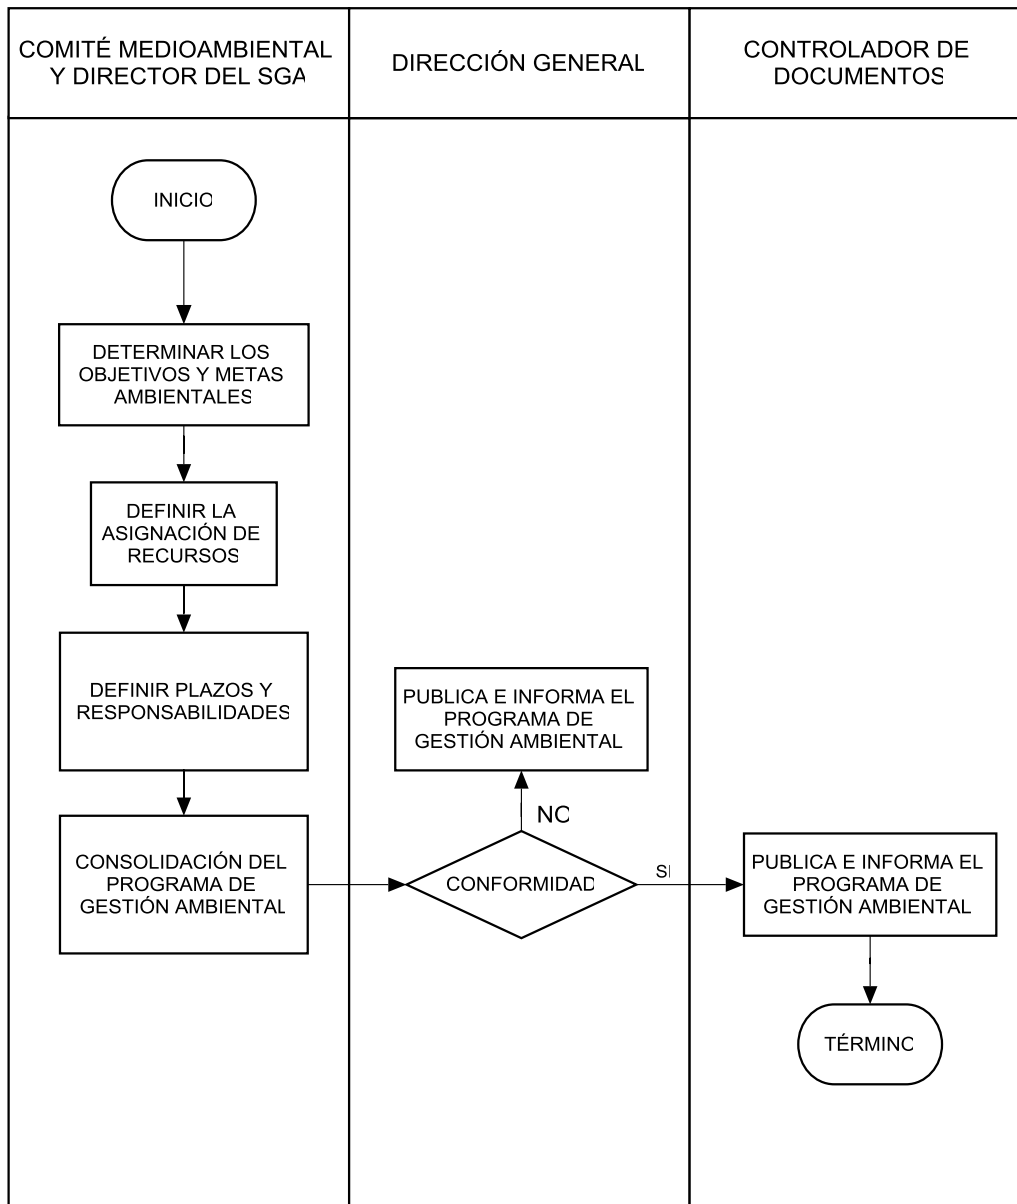 COMITÉ MEDIOAMBIENTAL
Y DIRECTOR DEL SGA
DIRECCIÓN GENERAL
CONTROLADOR DE
DOCUMENTOS
INICIO
DETERMINAR LOS
OBJETIVOS Y METAS
AMBIENTALES
DEFINIR LA
ASIGNACIÓN DE
RECURSOS
DEFINIR PLAZOS Y
RESPONSABILIDADES
CONSOLIDACIÓN DEL
PROGRAMA DE
GESTIÓN AMBIENTAL
PUBLICA E INFORMA EL
PROGRAMA DE
GESTIÓN AMBIENTAL
NO
CONFORMIDAD
SI
PUBLICA E INFORMA EL
PROGRAMA DE
GESTIÓN AMBIENTAL
TÉRMINO